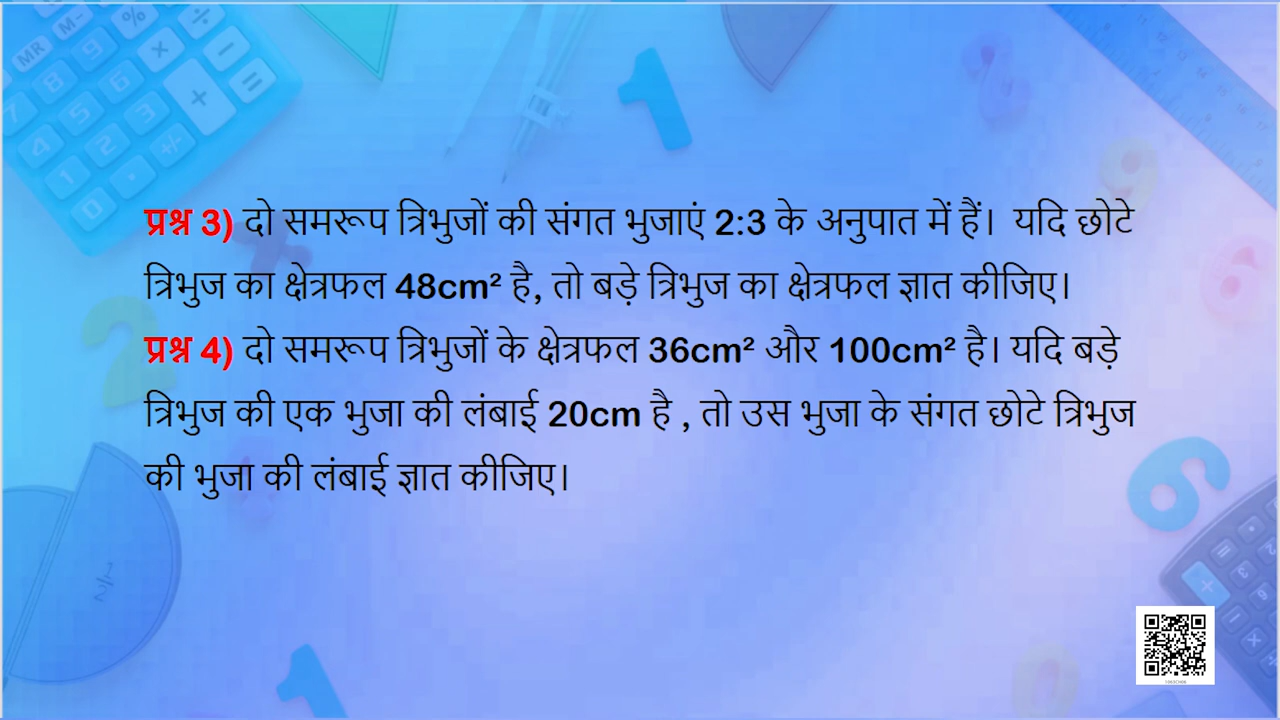 प्रश्न 3) दो समरूप त्रिभुजों की संगत भुजाएं 2:3 के अनुपात में हैं। यदि छोटे
त्रिभुज का क्षेत्रफल 48cm² है, तो बड़े त्रिभुज का क्षेत्रफल ज्ञात कीजिए।
प्रश्न 4) दो समरूप त्रिभुजों के क्षेत्रफल 36cm² और 100cm² है। यदि बड़े
त्रिभुज की एक भुजा की लंबाई 20cm है , तो उस भुजा के संगत छोटे त्रिभुज
की भुजा की लंबाई ज्ञात कीजिए।